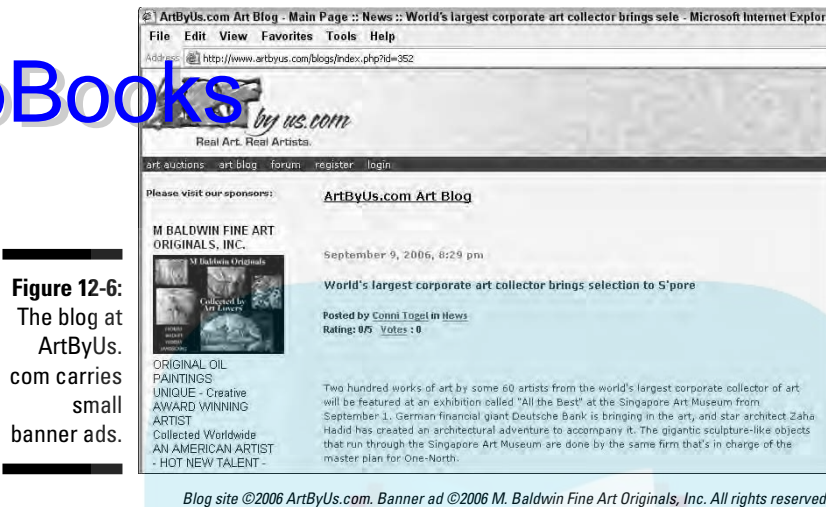 ArtByUs.com Art Blog - Main Page :: News :: World's largest corporate art collector brings sele - Microsoft Internet Explor
File Edit View Favorites Tools Help
Address http://www.artbyus.com/blogs/index.php?id=352
oBooks
by us.com
Real Art. Real Artists.
art auctions art blog forum register login
Please visit our sponsors:
M BALDWIN FINE ART
ORIGINALS, INC.
M Baldwin Originals
Collected by
Art Lovers
ORIGINAL OIL
PAINTINGS
UNIQUE - Creative
AWARD WINNING
ARTIST
Collected Worldwide
AN AMERICAN ARTIST
- HOT NEW TALENT -
ArtByUs.com Art Blog
September 9, 2006, 8:29 pm
World's largest corporate art collector brings selection to S'pore
Posted by Conni Togel in News
Rating: 0/5 Votes : 0
Two hundred works of art by some 60 artists from the world's largest corporate collector of art
will be featured at an exhibition called "All the Best" at the Singapore Art Museum from
September 1. German financial giant Deutsche Bank is bringing in the art, and star architect Zaha
Hadid has created an architectural adventure to accompany it. The gigantic sculpture-like objects
that run through the Singapore Art Museum are done by the same firm that's in charge of the
master plan for One-North.
Figure 12-6:
The blog at
ArtByUs.
com carries
small
banner ads.
Blog site ©2006 ArtByUs.com. Banner ad ©2006 M. Baldwin Fine Art Originals, Inc. All rights reserved